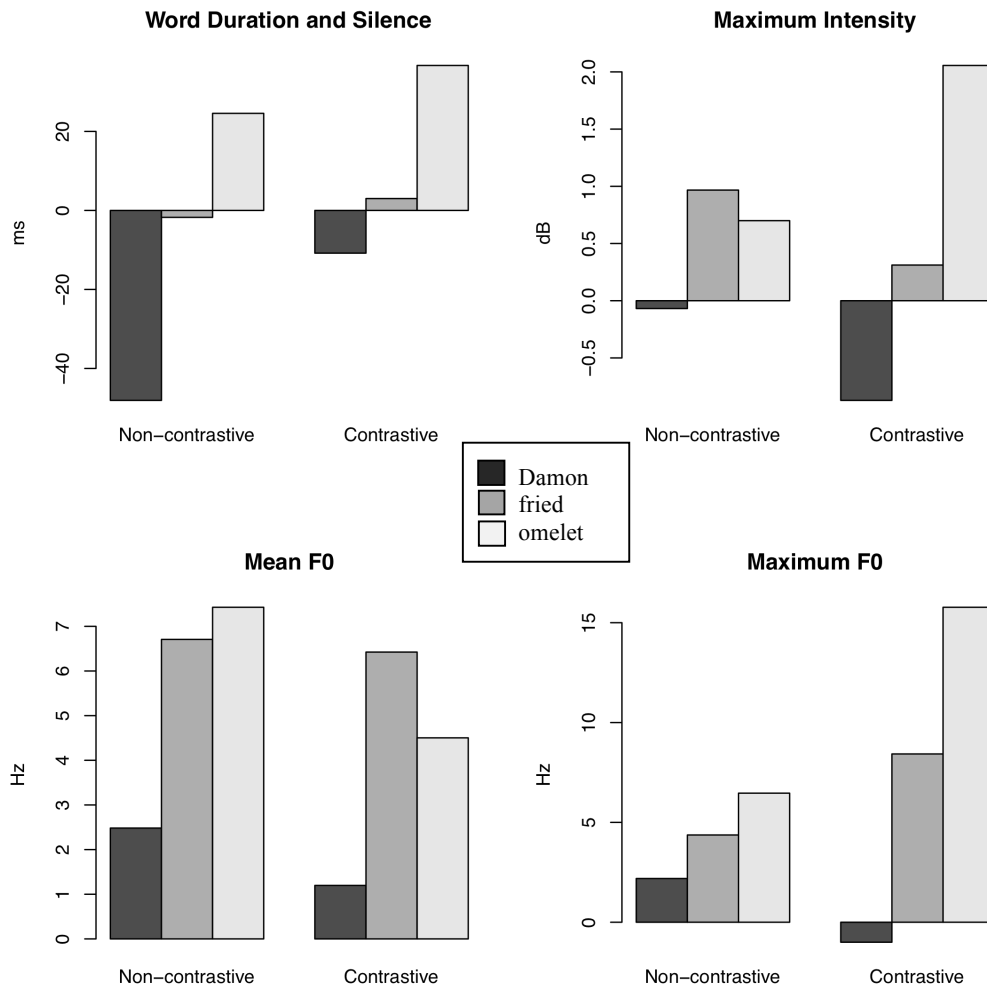 Word Duration and Silence
ms
20
0
−20
−40
Non−contrastive
Contrastive
Maximum Intensity
dB
2.0
1.5
1.0
0.5
0.0
−0.5
Non−contrastive
Contrastive
Damon
fried
omelet
Mean F0
Hz
7
6
5
4
3
2
1
0
Non−contrastive
Contrastive
Maximum F0
Hz
15
10
5
0
Non−contrastive
Contrastive